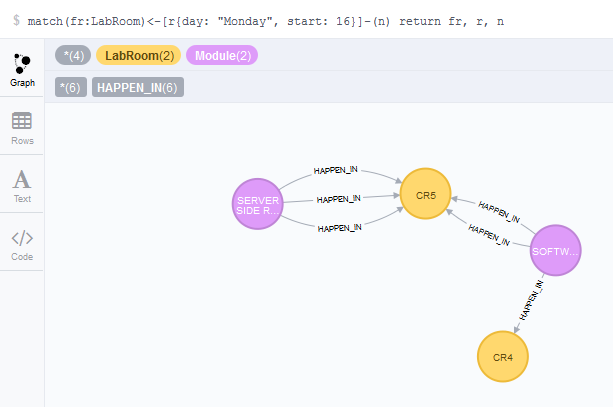 $ match(fr:LabRoom)<-[r{day: "Monday", start: 16}]-(n) return fr, r, n
*(4) LabRoom(2) Module(2)
*(6) HAPPEN_IN(6)
Graph
Rows
A
Text
</>
Code
HAPPEN_IN
HAPPEN_IN
HAPPEN_IN
SERVER
SIDE R...
CR5
HAPPEN_IN
HAPPEN_IN
SOFTW...
HAPPEN_IN
CR4